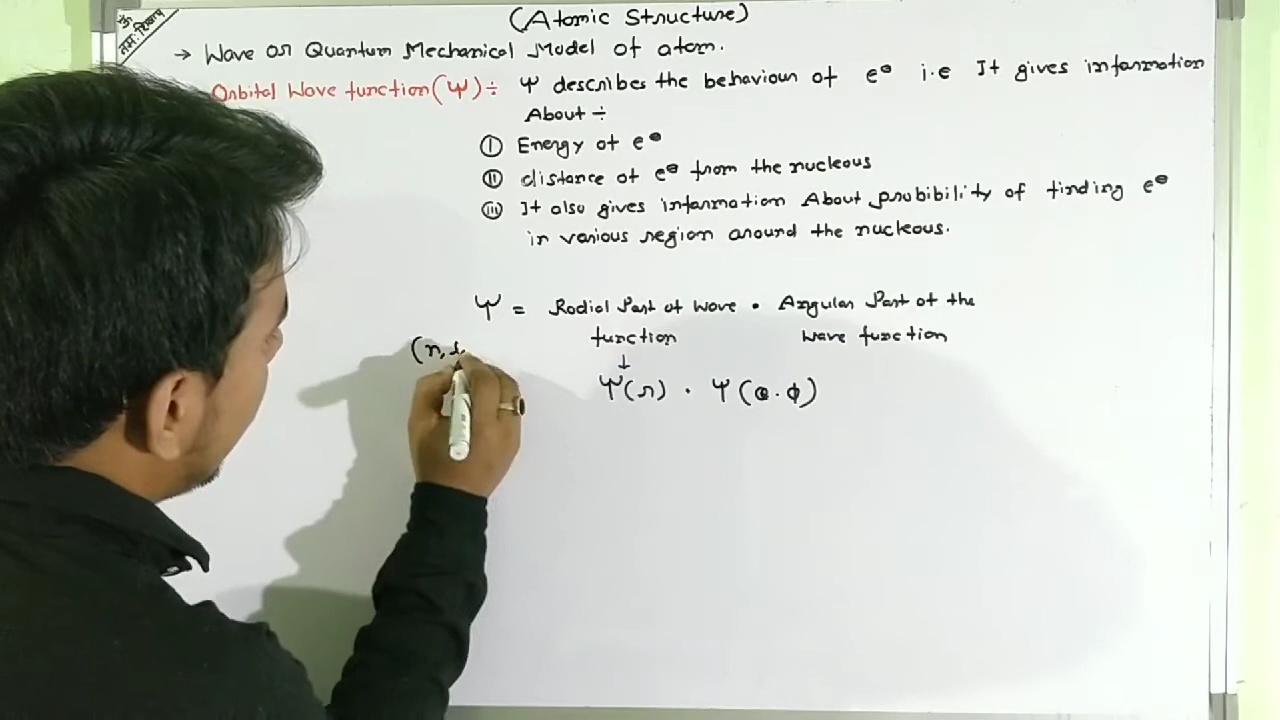 ॐ नमः शिवाय
(Atomic Structure)
→ Wave or Quantum Mechanical Model of atom.
Orbital Wave function (Ψ) ÷ Ψ describes the behaviour of e⊖ i.e It gives information
About ÷
(I) Energy of e⊖
(II) distance of e⊖ from the nucleous
(III) It also gives information About probibility of finding e⊖
in various region around the nucleous.
Ψ = Radial Part of wave • Angular Part of the
function wave function
↓
(n, l,
Ψ(r) . Ψ(θ.ϕ)